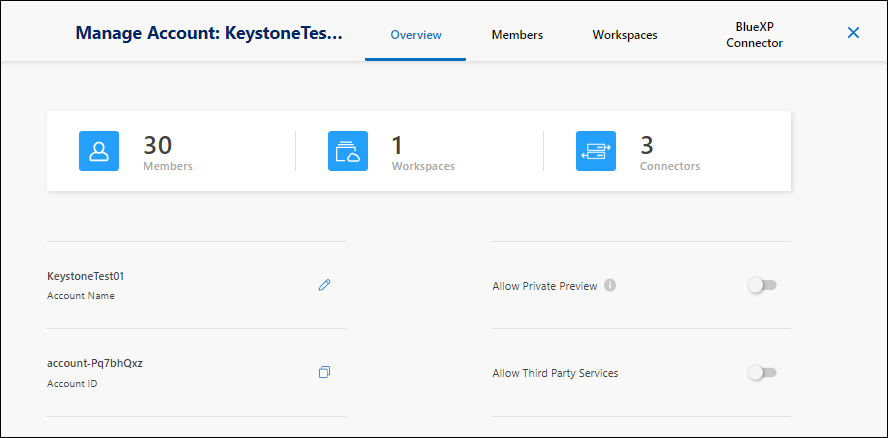 Manage Account: KeystoneTes...
Overview
Members
Workspaces
BlueXP
Connector
30
Members
1
Workspaces
3
Connectors
KeystoneTest01
Account Name
Allow Private Preview
account-Pq7bhQxz
Account ID
Allow Third Party Services